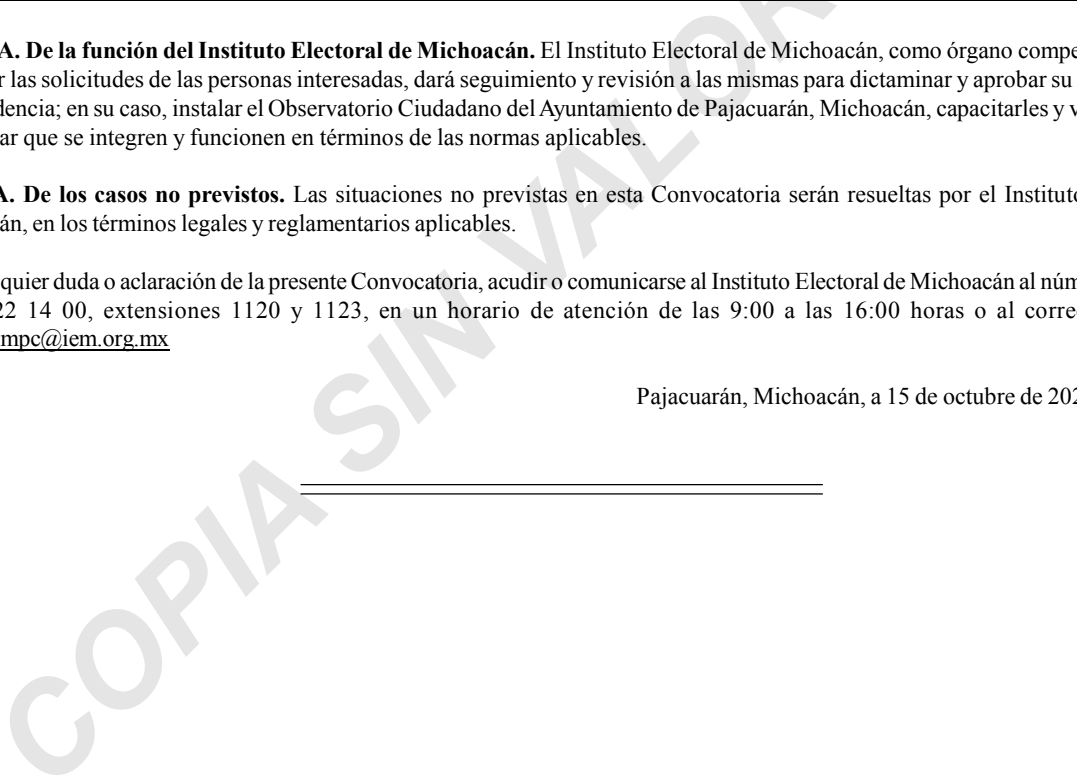 A. De la función del Instituto Electoral de Michoacán. El Instituto Electoral de Michoacán, como órgano compe
r las solicitudes de las personas interesadas, dará seguimiento y revisión a las mismas para dictaminar y aprobar su
dencia; en su caso, instalar el Observatorio Ciudadano del Ayuntamiento de Pajacuarán, Michoacán, capacitarles y v
ar que se integren y funcionen en términos de las normas aplicables.
A. De los casos no previstos. Las situaciones no previstas en esta Convocatoria serán resueltas por el Instituto
án, en los términos legales y reglamentarios aplicables.
quier duda o aclaración de la presente Convocatoria, acudir o comunicarse al Instituto Electoral de Michoacán al núm
22 14 00, extensiones 1120 y 1123, en un horario de atención de las 9:00 a las 16:00 horas o al corre
mpc@iem.org.mx
Pajacuarán, Michoacán, a 15 de octubre de 202
COPIA SIN VALOR